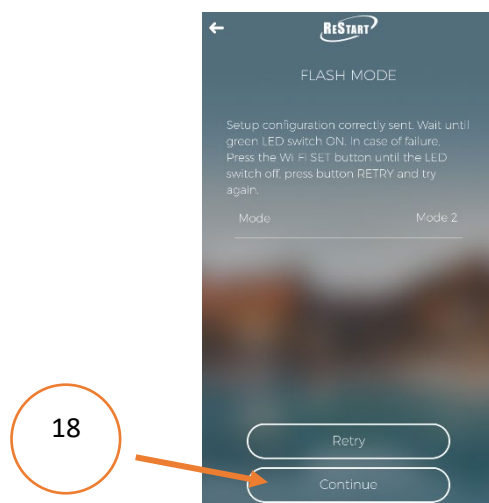 RESTART
FLASH MODE
Setup configuration correctly sent. Wait until
green LED switch ON. In case of failure,
Press the WI FI SET button until the LED
switch off, press button RETRY and try
again.
Mode Mode 2
18
Retry
Continue